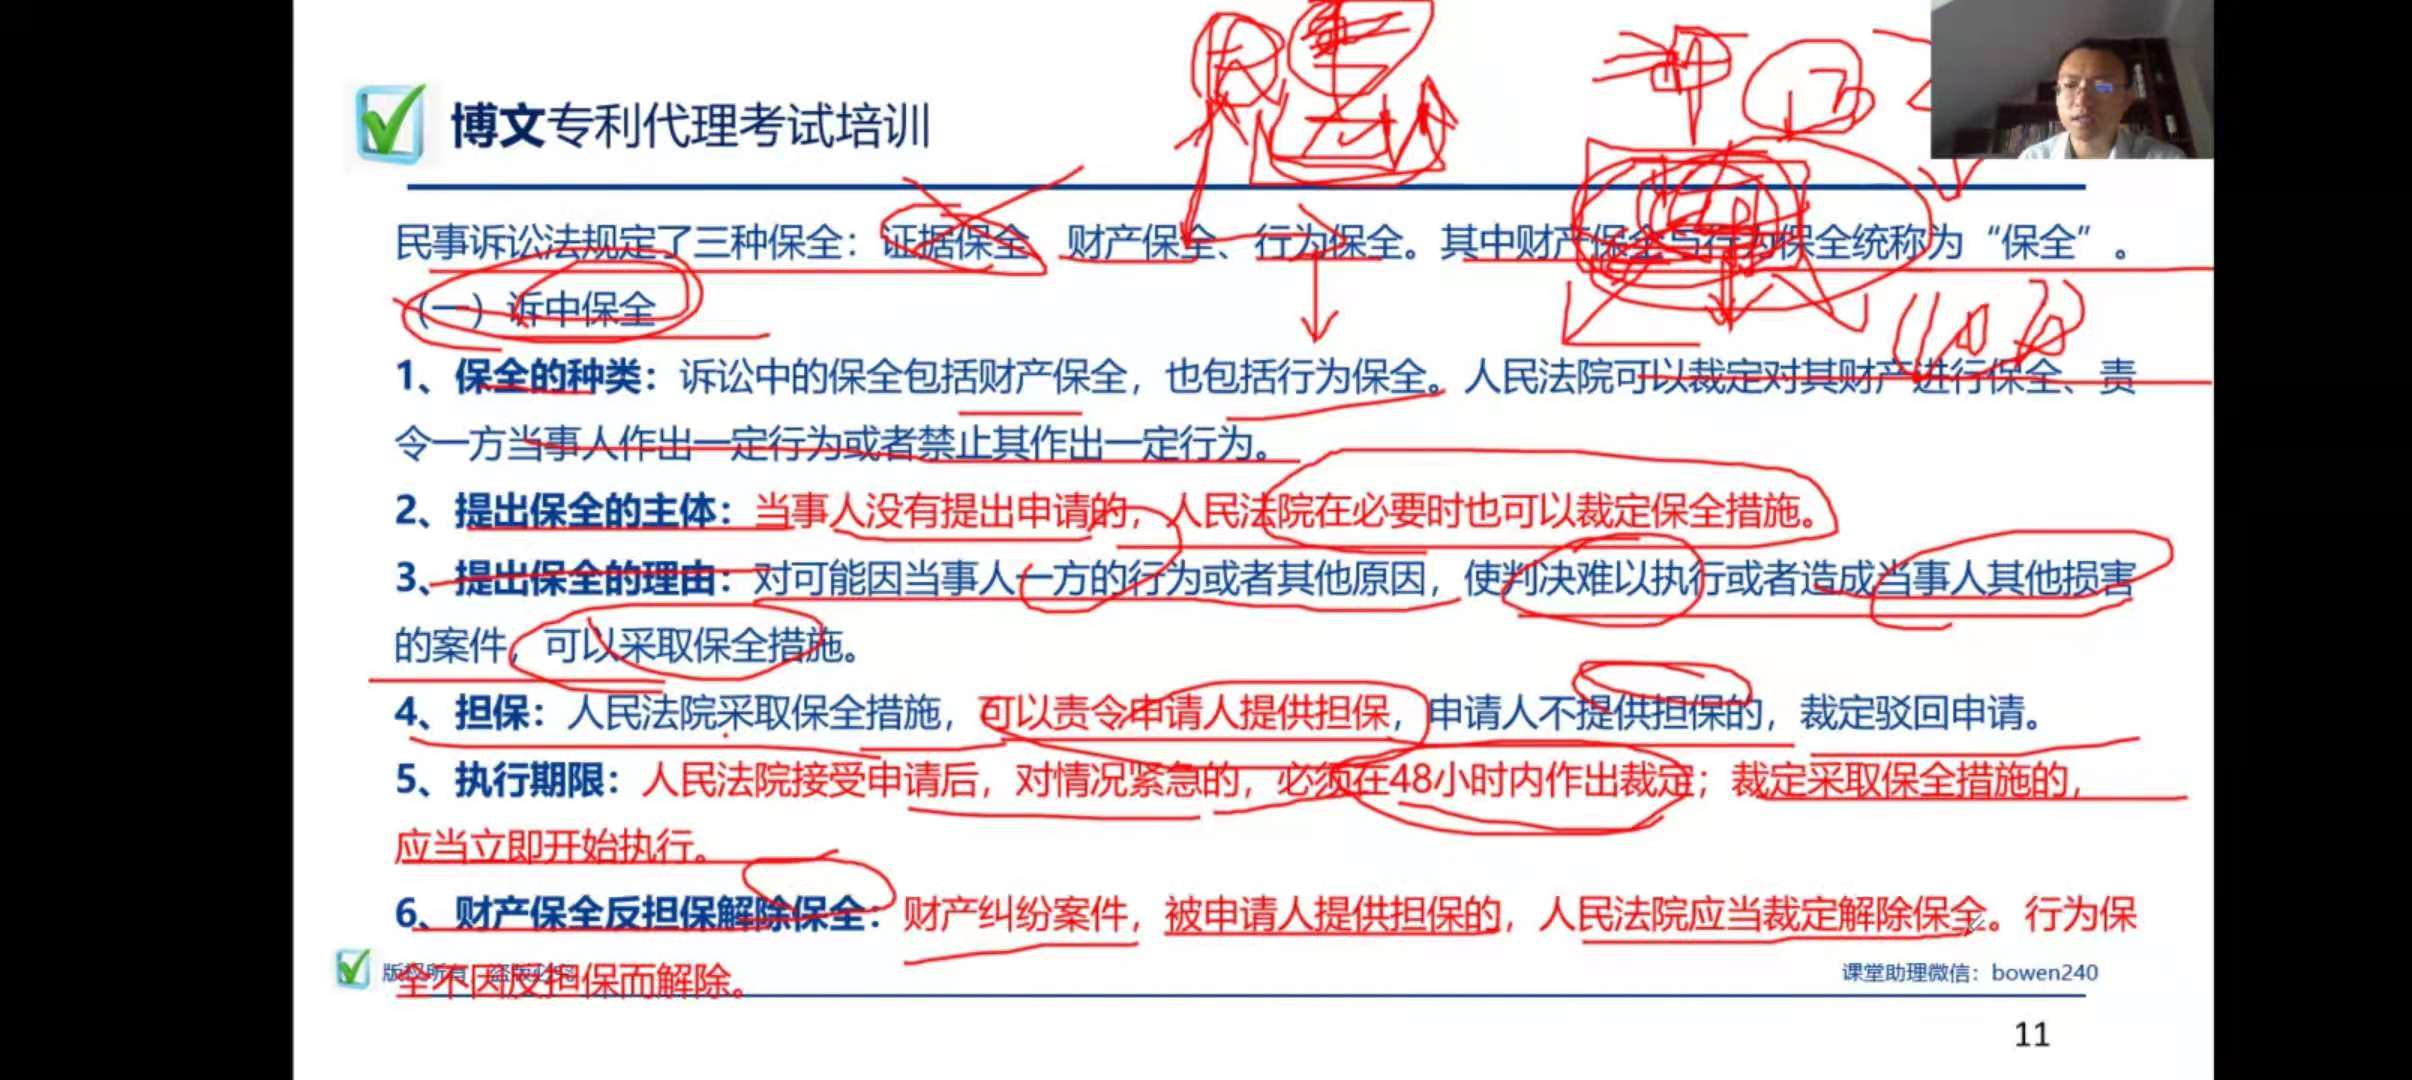 博文专利代理考试培训
民事诉讼法规定了三种保全：证据保全、财产保全、行为保全。其中财产保全与行为保全统称为“保全”。
（一）诉中保全
1、保全的种类：诉讼中的保全包括财产保全，也包括行为保全。人民法院可以裁定对其财产进行保全、责
令一方当事人作出一定行为或者禁止其作出一定行为。
2、提出保全的主体：当事人没有提出申请的，人民法院在必要时也可以裁定保全措施。
3、提出保全的理由：对可能因当事人一方的行为或者其他原因，使判决难以执行或者造成当事人其他损害
的案件，可以采取保全措施。
4、担保：人民法院采取保全措施，可以责令申请人提供担保，申请人不提供担保的，裁定驳回申请。
5、执行期限：人民法院接受申请后，对情况紧急的，必须在48小时内作出裁定；裁定采取保全措施的，
应当立即开始执行。
6、财产保全反担保解除保全：财产纠纷案件，被申请人提供担保的，人民法院应当裁定解除保全。行为保
全不因反担保而解除。
版权所有 盗版必究
课堂助理微信：bowen240
11